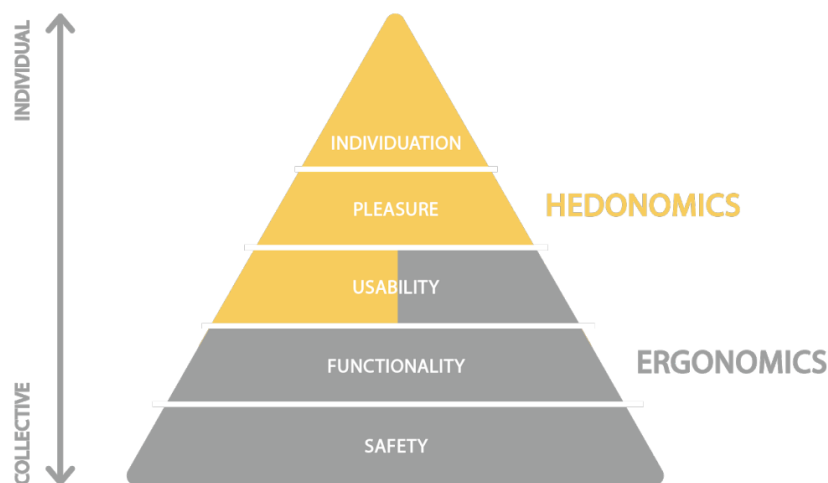 INDIVIDUAL
INDIVIDUATION
PLEASURE
HEDONOMICS
USABILITY
FUNCTIONALITY
ERGONOMICS
COLLECTIVE
SAFETY